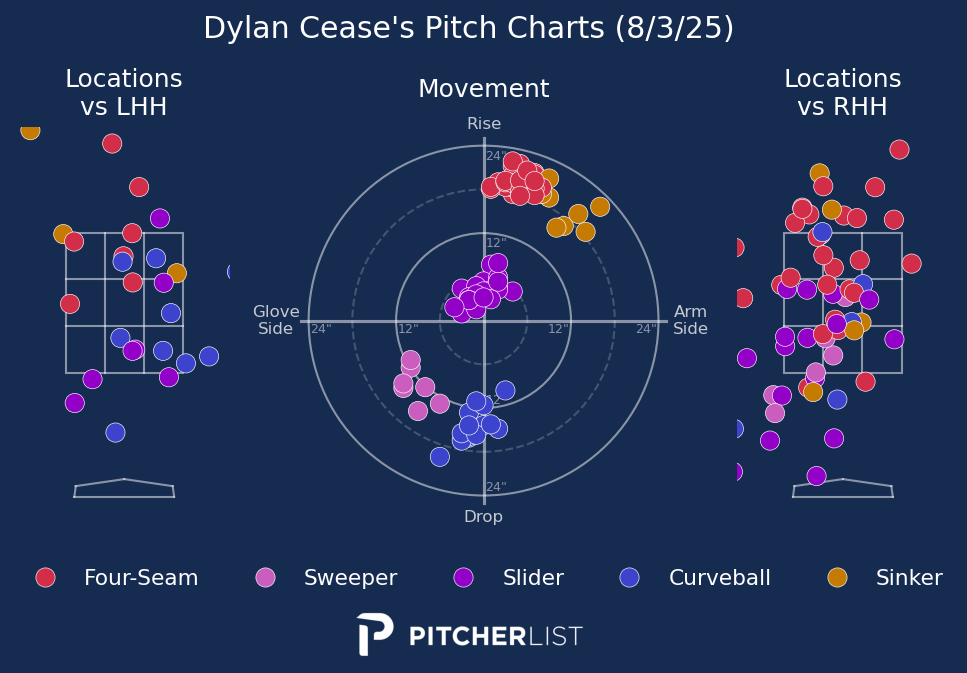 Dylan Cease's Pitch Charts (8/3/25)
Locations
vs LHH
Movement
Locations
vs RHH
Rise
24"
12"
Glove
Side
24"
12"
12"
24"
Arm
Side
12"
24"
Drop
Four-Seam
Sweeper
Slider
Curveball
Sinker
PITCHERLIST